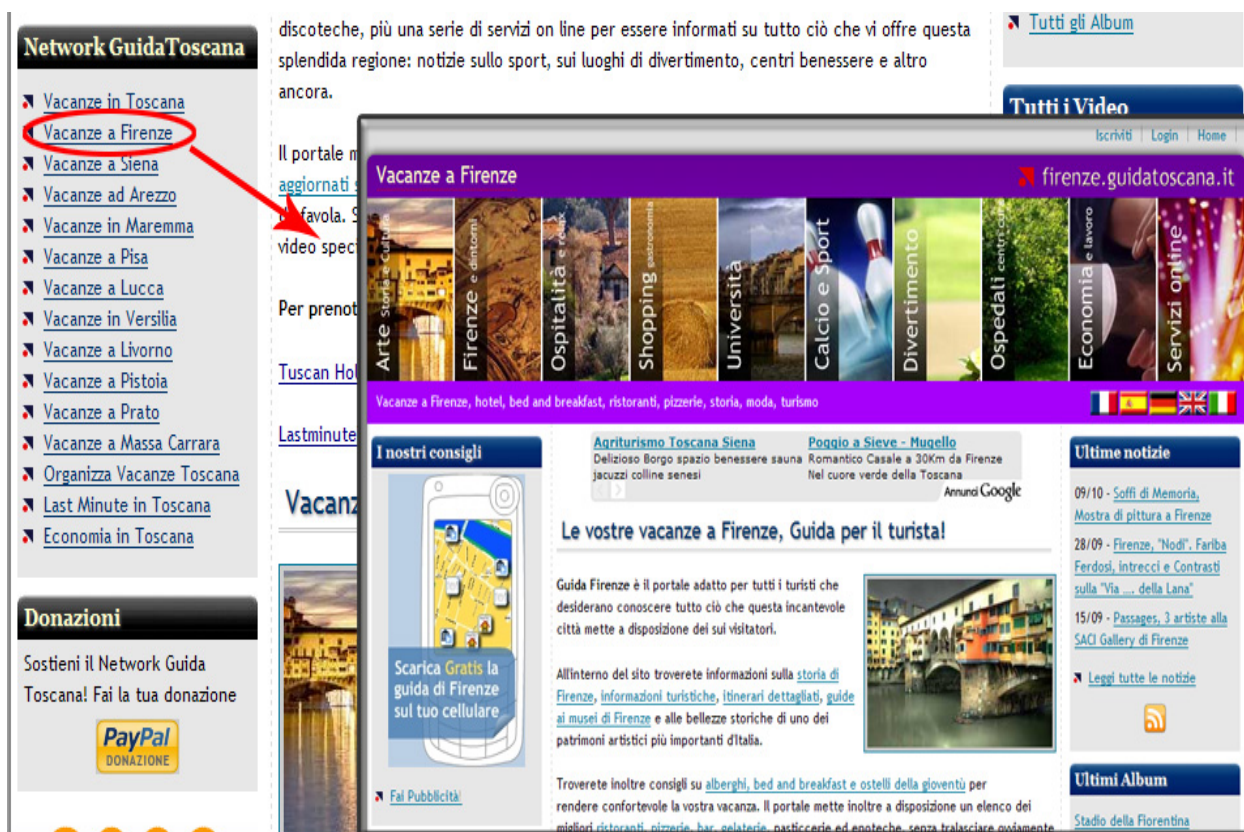 Network GuidaToscana
Vacanze in Toscana
Vacanze a Firenze
Vacanze a Siena
Vacanze ad Arezzo
Vacanze in Maremma
Vacanze a Pisa
Vacanze a Lucca
Vacanze in Versilia
Vacanze a Livorno
Vacanze a Pistoia
Vacanze a Prato
Vacanze a Massa Carrara
Organizza Vacanze Toscana
Last Minute in Toscana
Economia in Toscana
Donazioni
Sostieni il Network Guida
Toscana! Fai la tua donazione
PayPal
DONAZIONE
discoteche, più una serie di servizi on line per essere informati su tutto ciò che vi offre questa
splendida regione: notizie sullo sport, sui luoghi di divertimento, centri benessere e altro
ancora.
Il portale
aggiornati
favola.
video
Per
Tuscan
Lastminute
Tutti gli Album
Tutti i Video
Iscriviti | Login | Home
Vacanze a Firenze
firenze.guidatoscana.it
Arte storia e Cultura
Firenze e dintorni
Ospitalità e relax
Shopping gastronomia
Università
Calcio e Sport
Divertimento
Ospedali centri cura
Economia e lavoro
Servizi online
Vacanze a Firenze, hotel, bed and breakfast, ristoranti, pizzerie, storia, moda, turismo
I nostri consigli
Scarica Gratis la
guida di Firenze
sul tuo cellulare
Fai Pubblicità!
Agriturismo Toscana Siena
Delizioso Borgo spazio benessere sauna
jacuzzi colline senesi
Poggio a Sieve - Mugello
Romantico Casale a 30Km da Firenze
Nel cuore verde della Toscana
Annunci Google
Le vostre vacanze a Firenze, Guida per il turista!
Guida Firenze è il portale adatto per tutti i turisti che
desiderano conoscere tutto ciò che questa incantevole
città mette a disposizione dei sui visitatori.
All'interno del sito troverete informazioni sulla storia di
Firenze, informazioni turistiche, itinerari dettagliati, guide
ai musei di Firenze e alle bellezze storiche di uno dei
patrimoni artistici più importanti d'Italia.
Troverete inoltre consigli su alberghi, bed and breakfast e ostelli della gioventù per
rendere confortevole la vostra vacanza. Il portale mette inoltre a disposizione un elenco dei
migliori ristoranti, pizzerie, bar, gelaterie, pasticcerie ed enoteche, senza tralasciare ovviamente
Ultime notizie
09/10 - Soffi di Memoria,
Mostra di pittura a Firenze
28/09 - Firenze, "Nodi". Fariba
Ferdosi, intrecci e Contrasti
sulla "Via .... della Lana"
15/09 - Passages, 3 artiste alla
SACI Gallery di Firenze
Leggi tutte le notizie
Ultimi Album
Stadio della Fiorentina